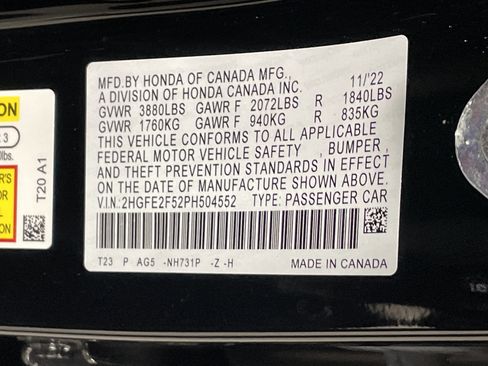 MFD.BY HONDA OF CANADA MFG.,
A DIVISION OF HONDA CANADA INC. 11/'22
GVWR 3880LBS GAWR F 2072LBS R 1840LBS
GVWR 1760KG GAWR F 940KG R 835KG
THIS VEHICLE CONFORMS TO ALL APPLICABLE
FEDERAL MOTOR VEHICLE SAFETY , BUMPER ,
AND THEFT PREVENTION STANDARDS IN EFFECT
ON THE DATE OF MANUFACTURE SHOWN ABOVE.
V.I.N:2HGFE2F52PH504552 TYPE: PASSENGER CAR
T23 P AG5 -NH731P -Z -H MADE IN CANADA
T20 A1